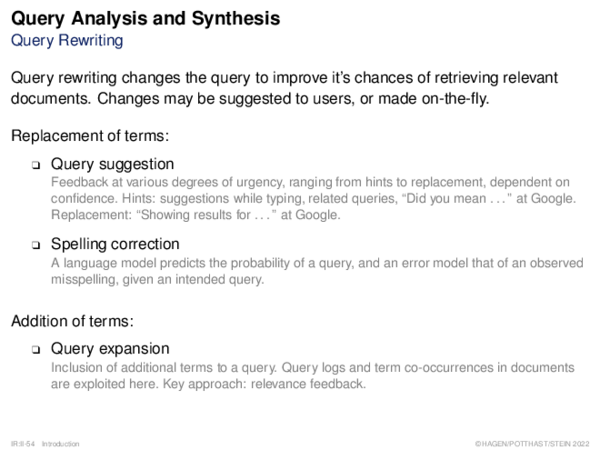 Query Analysis and Synthesis
Query Rewriting
Query rewriting changes the query to improve it's chances of retrieving relevant
documents. Changes may be suggested to users, or made on-the-fly.
Replacement of terms:
❑ Query suggestion
Feedback at various degrees of urgency, ranging from hints to replacement, dependent on
confidence. Hints: suggestions while typing, related queries, “Did you mean . . . ” at Google.
Replacement: “Showing results for . . . ” at Google.
❑ Spelling correction
A language model predicts the probability of a query, and an error model that of an observed
misspelling, given an intended query.
Addition of terms:
❑ Query expansion
Inclusion of additional terms to a query. Query logs and term co-occurrences in documents
are exploited here. Key approach: relevance feedback.
IR:II-54 Introduction ©HAGEN/POTTHAST/STEIN 2022